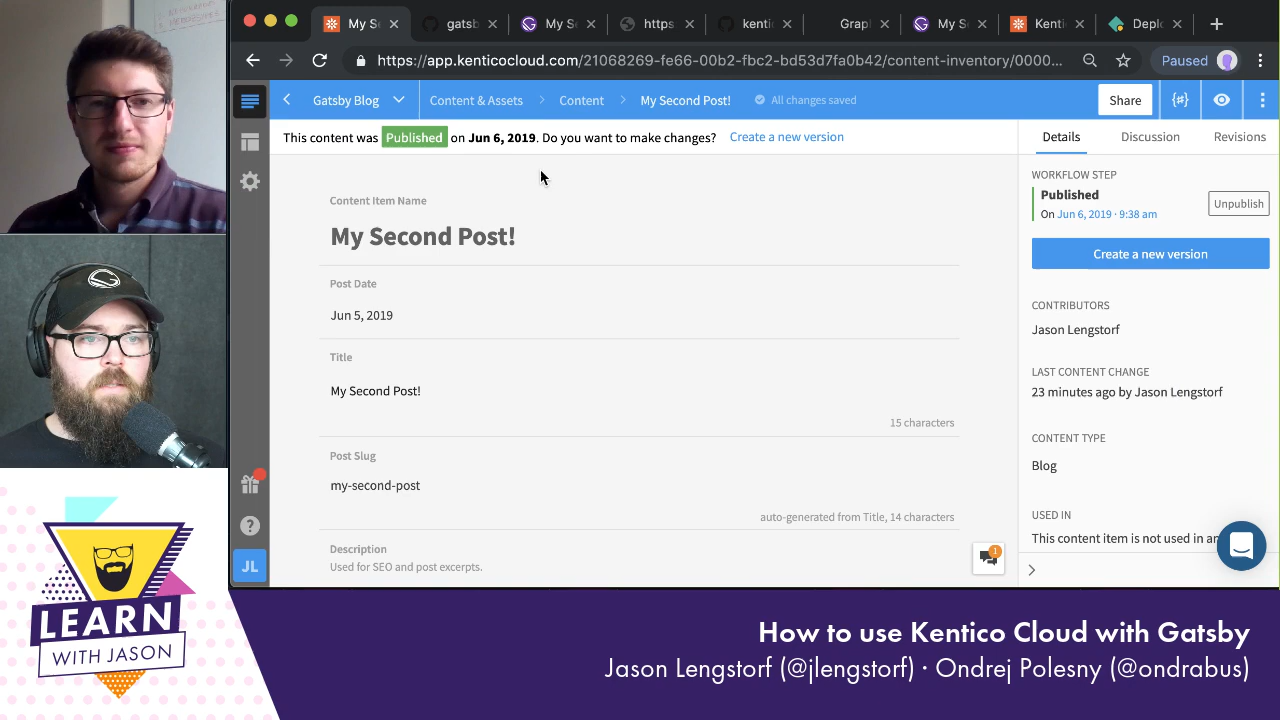 My Se
gatsb
My S
https
kenti
Grap
My S
Kenti
Deplo
https://app.kenticocloud.com/21068269-fe66-00b2-fbc2-bd53d7fa0b42/content-inventory/0000...
Paused
Gatsby Blog
Content & Assets
Content
My Second Post!
All changes saved
Share
{#}
This content was Published on Jun 6, 2019. Do you want to make changes? Create a new version
Details
Discussion
Revisions
Content Item Name
My Second Post!
Post Date
Jun 5, 2019
Title
My Second Post!
15 characters
Post Slug
my-second-post
auto-generated from Title, 14 characters
Description
Used for SEO and post excerpts.
1
WORKFLOW STEP
Published
On Jun 6, 2019 · 9:38 am
Unpublish
Create a new version
CONTRIBUTORS
Jason Lengstorf
LAST CONTENT CHANGE
23 minutes ago by Jason Lengstorf
CONTENT TYPE
Blog
USED IN
This content item is not used in an
JL
LEARN
WITH JASON
How to use Kentico Cloud with Gatsby
Jason Lengstorf (@jlengstorf) · Ondrej Polesny (@ondrabus)